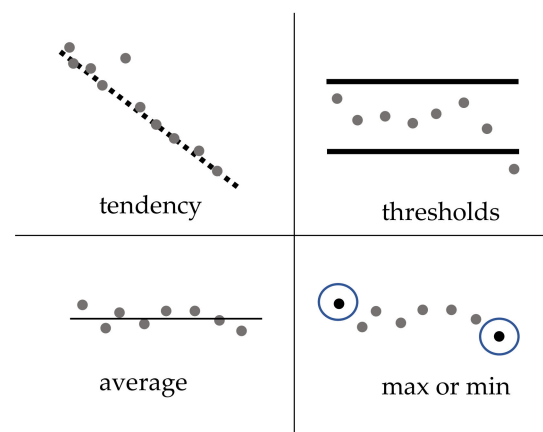 tendency
thresholds
average
max or min